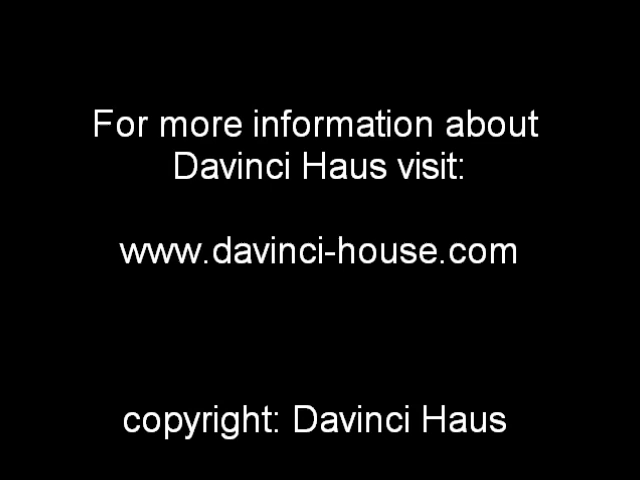 For more information about
Davinci Haus visit:
www.davinci-house.com
copyright: Davinci Haus